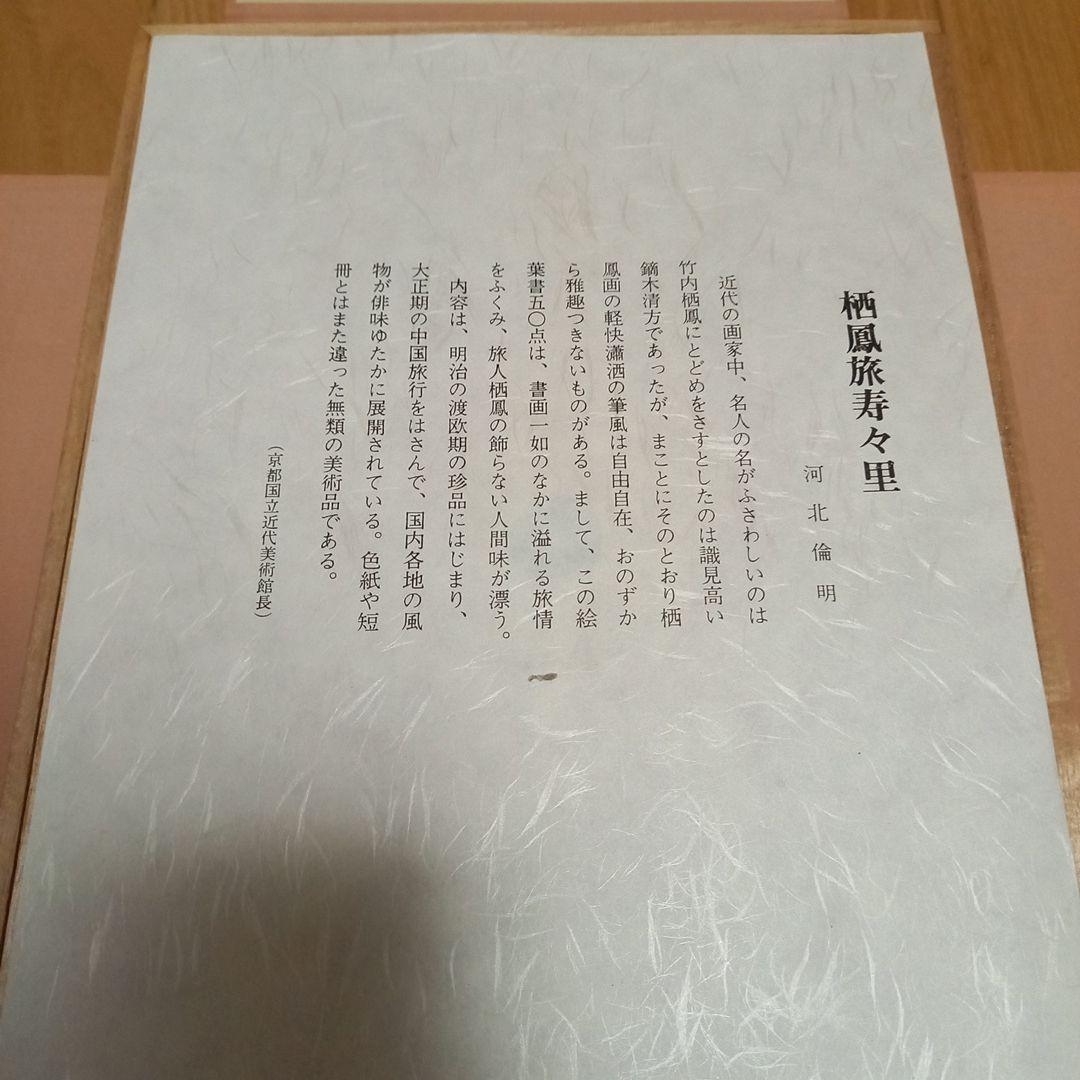 栖鳳旅寿々里
河北倫明
近代の画家中、名人の名がふさわしいのは
竹内栖鳳にとどめをさすとしたのは識見高い
鏑木清方であったが、まことにそのとおり栖
鳳画の軽快瀟洒の筆風は自由自在、おのずか
ら雅趣つきないものがある。まして、この絵
葉書五〇点は、書画一如のなかに溢れる旅情
をふくみ、旅人栖鳳の飾らない人間味が漂う。
内容は、明治の渡欧期の珍品にはじまり、
大正期の中国旅行をはさんで、国内各地の風
物が俳味ゆたかに展開されている。色紙や短
冊とはまた違った無類の美術品である。
（京都国立近代美術館長）